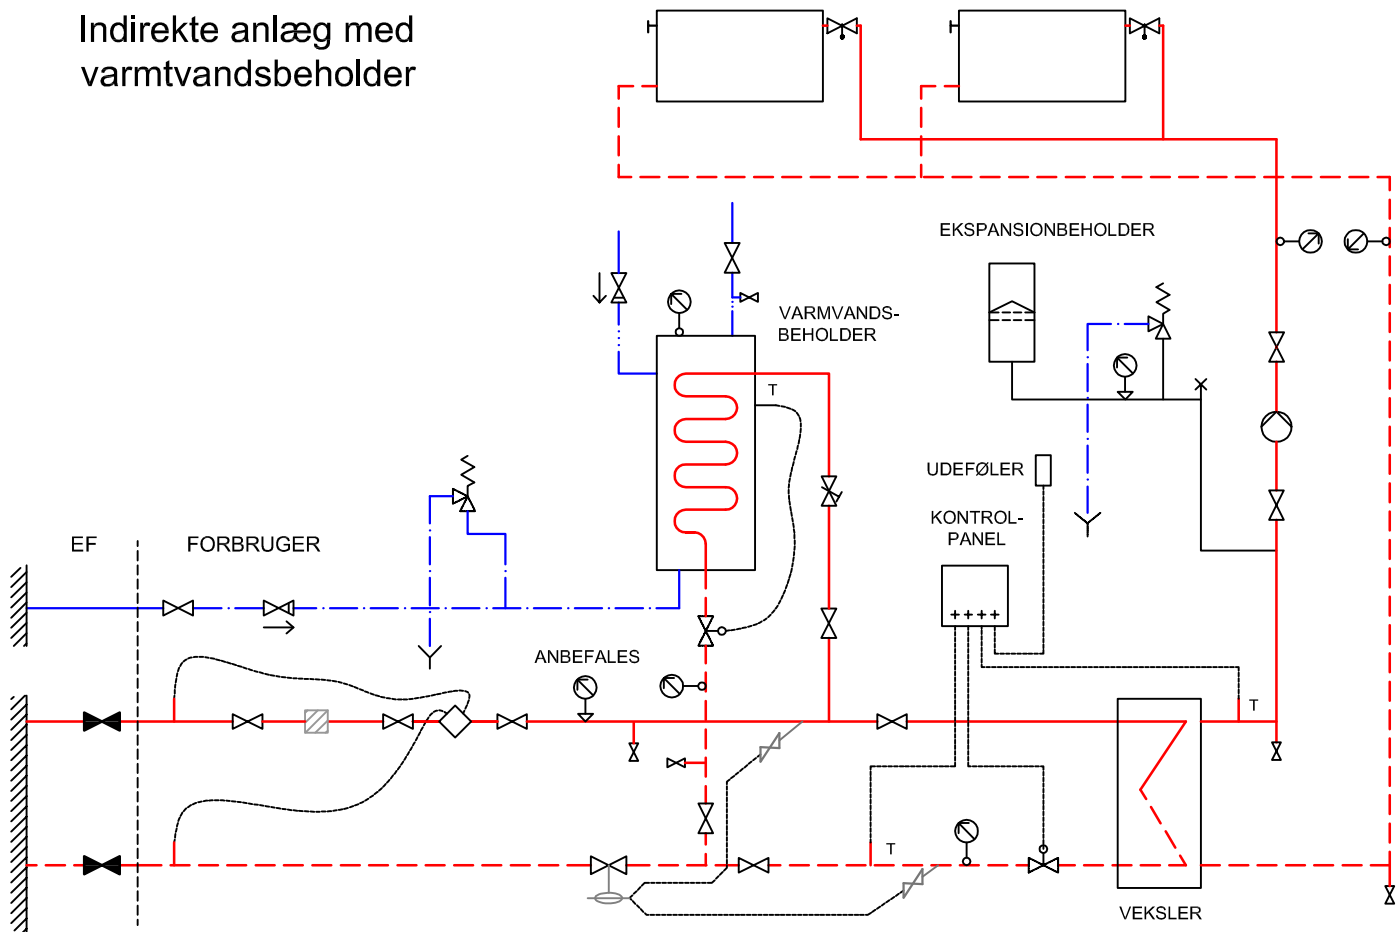 Indirekte anlæg med
varmtvandsbeholder
EKSPANSIONBEHOLDER
VARMVANDS-
BEHOLDER
T
UDEFØLER
KONTROL-
PANEL
EF
FORBRUGER
ANBEFALES
T
T
VEKSLER